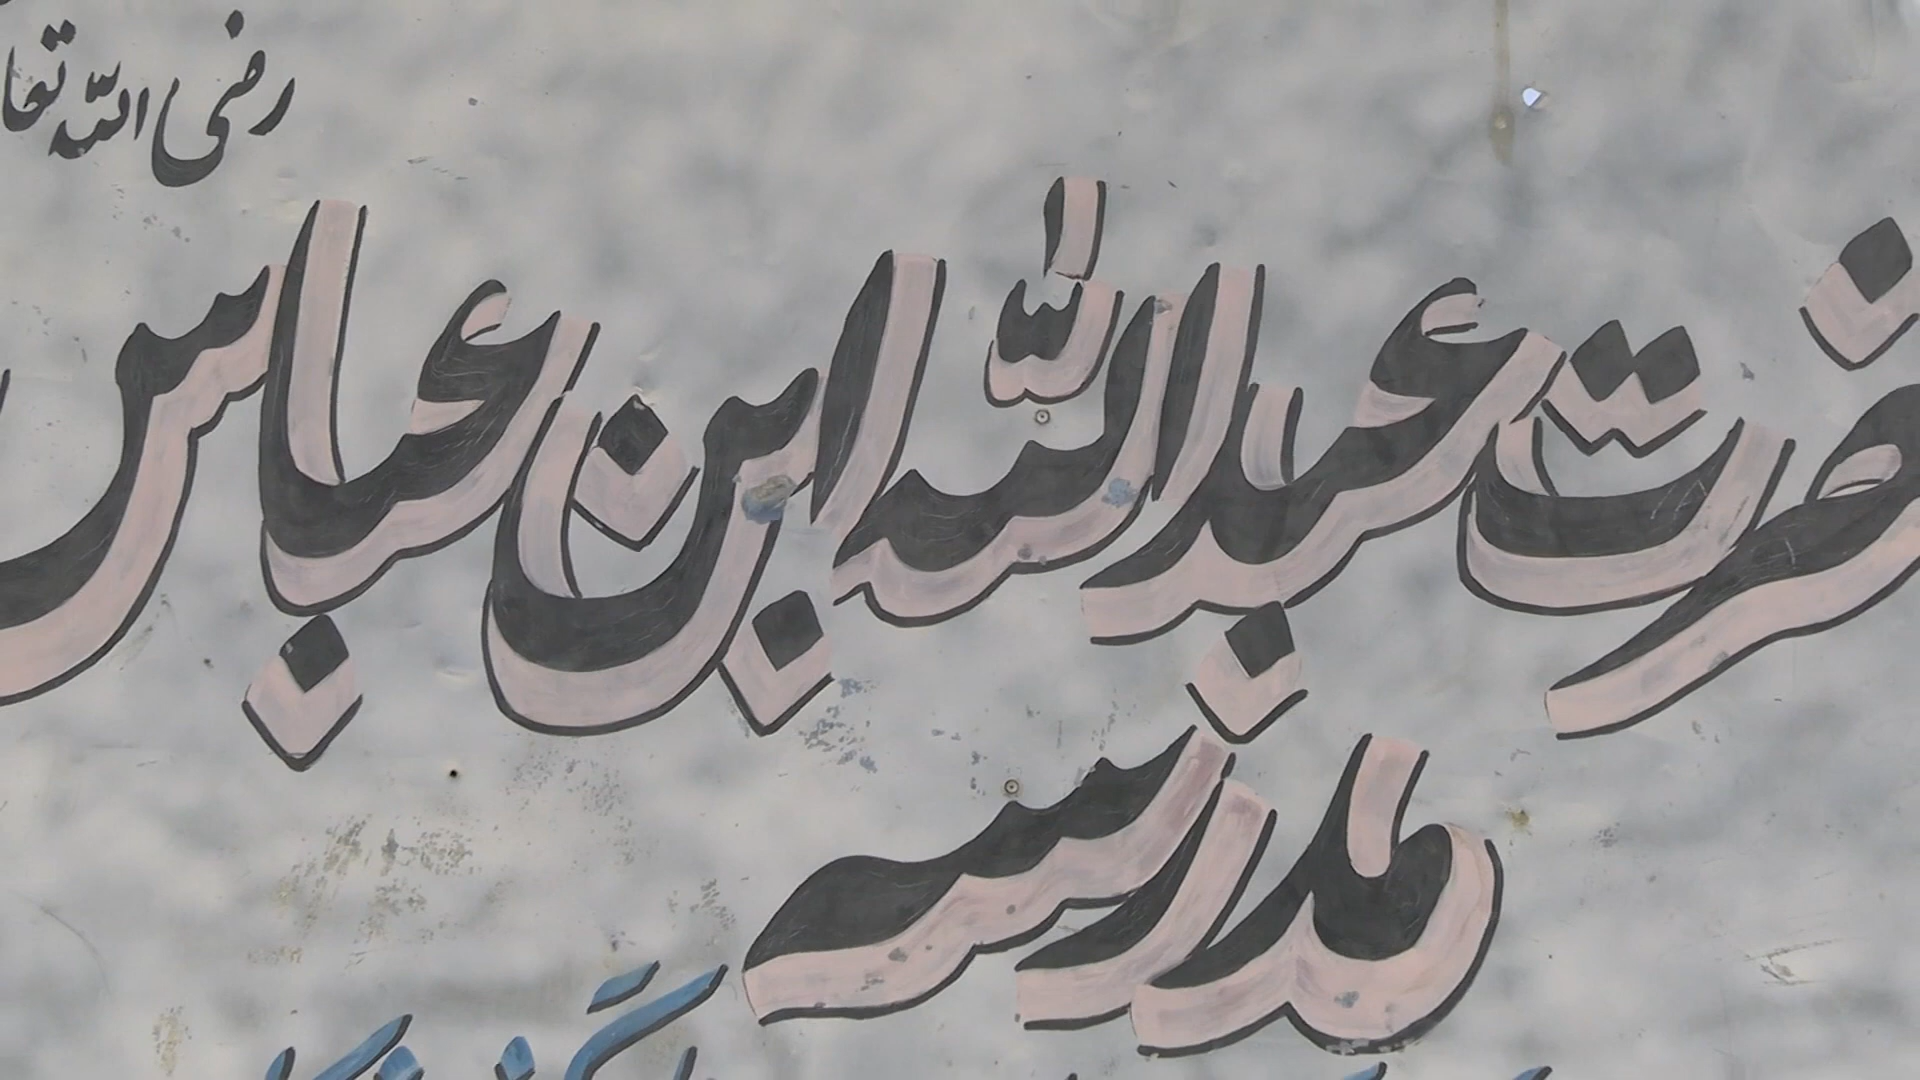 رضی اللہ تعا
ضرت عبداللہ ابن عباس
مدرسہ